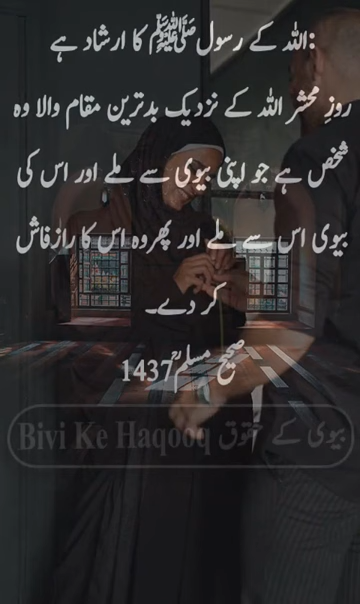 اللہ کے رسولﷺ کا ارشاد ہے:
روزِ محشر اللہ کے نزدیک بدترین مقام والا وہ
شخص ہے جو اپنی بیوی سے ملے اور اس کی
بیوی اس سے ملے اور پھر وہ اس کا راز فاش
کر دے۔
صحیح مسلمؒ 1437
Bivi Ke Haqooq بیوی کے حقوق